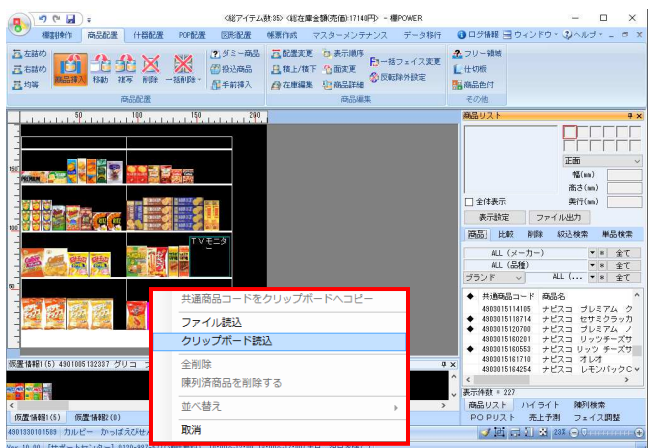 <総アイテム数:35> <総在庫金額(売価):17140円> - 棚POWER
棚割操作 商品配置 什器配置 POP配置 図形配置 帳票作成 マスターメンテナンス データ移行 ログ詳細 ウィンドウ ヘルプ
左詰め
右詰め
均等
商品挿入 移動 複写 削除 一括削除
ダミー商品
投込商品
手前挿入
配置変更 表示順序
積上/積下 面変更
在庫編集 商品詳細
一括フェイス変更
反転除外設定
フリー領域
仕切板
商品色付
商品配置 商品編集 その他
50 100 150 200
TVモニタ
こ
商品リスト
正面
幅(mm)
高さ(mm)
全体表示 奥行(mm)
表示設定 ファイル出力
商品 比較 削除 絞込検索 単品検索
ALL (メーカー) 全て
ALL (品種) 全て
ブランド ALL (... 全て
共通商品コード 商品名
4903015114105 ナビスコ プレミアム ク
4903015118714 ナビスコ セサミクラッカ
4903015120700 ナビスコ プレミアム ノ
4903015160201 ナビスコ リッツチーズサ
4903015160553 ナビスコ リッツ チーズサ
4903015161710 ナビスコ オレオ
4903015164254 ナビスコ レモンパックCV
表示件数 = 227
商品リスト ハイライト 陳列検索
POPリスト 売上予測 フェイス調整
共通商品コードをクリップボードへコピー
ファイル読込
クリップボード読込
全削除
陳列済商品を削除する
並べ替え
取消
仮置情報1(5) 4901005132337 グリコ
仮置情報1(5) 仮置情報2(0)
4901330101589 カルビー かっぱえびせん